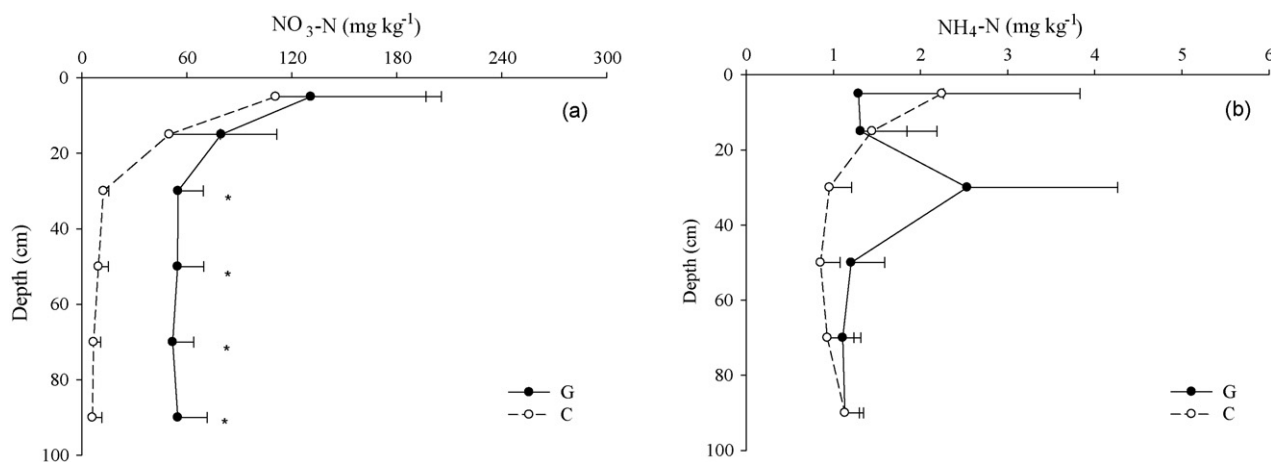 NO3-N (mg kg-1)
0 60 120 180 240 300
0
20
40
60
80
100
Depth (cm)
(a)
*
*
*
*
G
C
NH4-N (mg kg-1)
0 1 2 3 4 5 6
0
20
40
60
80
100
Depth (cm)
(b)
G
C